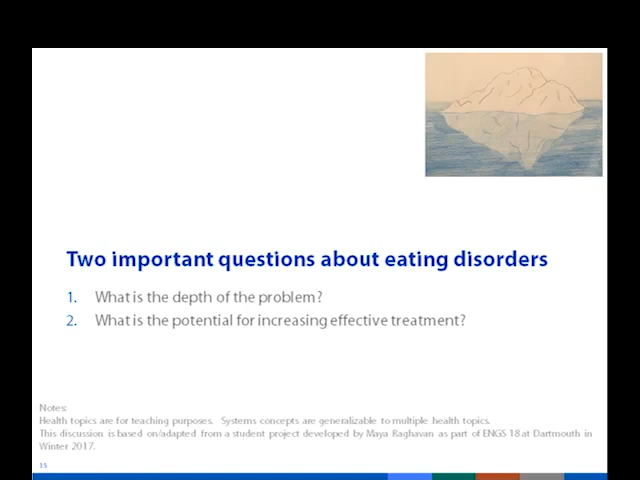 Two important questions about eating disorders
1. What is the depth of the problem?
2. What is the potential for increasing effective treatment?
Notes:
Health topics are for teaching purposes. Systems concepts are generalizable to multiple health topics.
This discussion is based on/adapted from a student project developed by Maya Raghavan as part of ENGS 18 at Dartmouth in
Winter 2017.
15